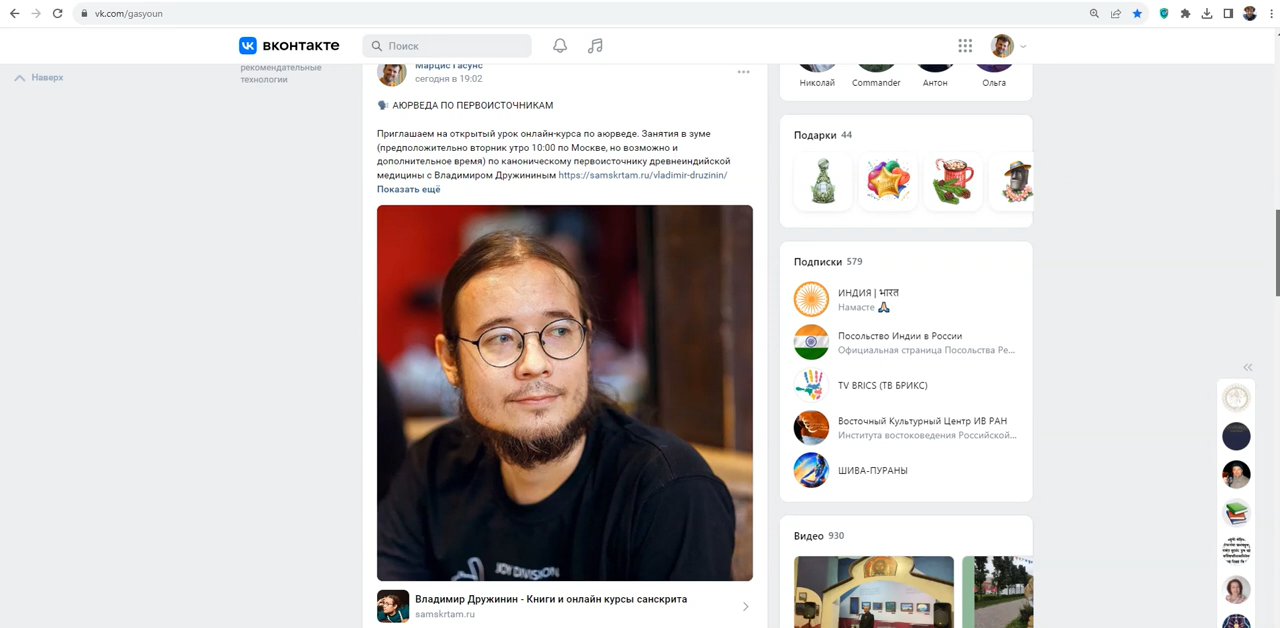 vk.com/gasyoun
вконтакте
Поиск
Наверх
рекомендательные
технологии
Марцис Гасунс
сегодня в 19:02
АЮРВЕДА ПО ПЕРВОИСТОЧНИКАМ
Приглашаем на открытый урок онлайн-курса по аюрведе. Занятия в зуме
(предположительно вторник утро 10:00 по Москве, но возможно и
дополнительное время) по каноническому первоисточнику древнеиндийской
медицины с Владимиром Дружининым https://samskrtam.ru/vladimir-druzinin/
Показать ещё
JOY DIVISION
Владимир Дружинин - Книги и онлайн курсы санскрита
samskrtam.ru
Николай Commander Антон Ольга
Подарки 44
Подписки 579
ИНДИЯ | भारत
Намасте
Посольство Индии в России
Официальная страница Посольства Ре...
TV BRICS (ТВ БРИКС)
Восточный Культурный Центр ИВ РАН
Института востоковедения Российской...
ШИВА-ПУРАНЫ
Видео 930